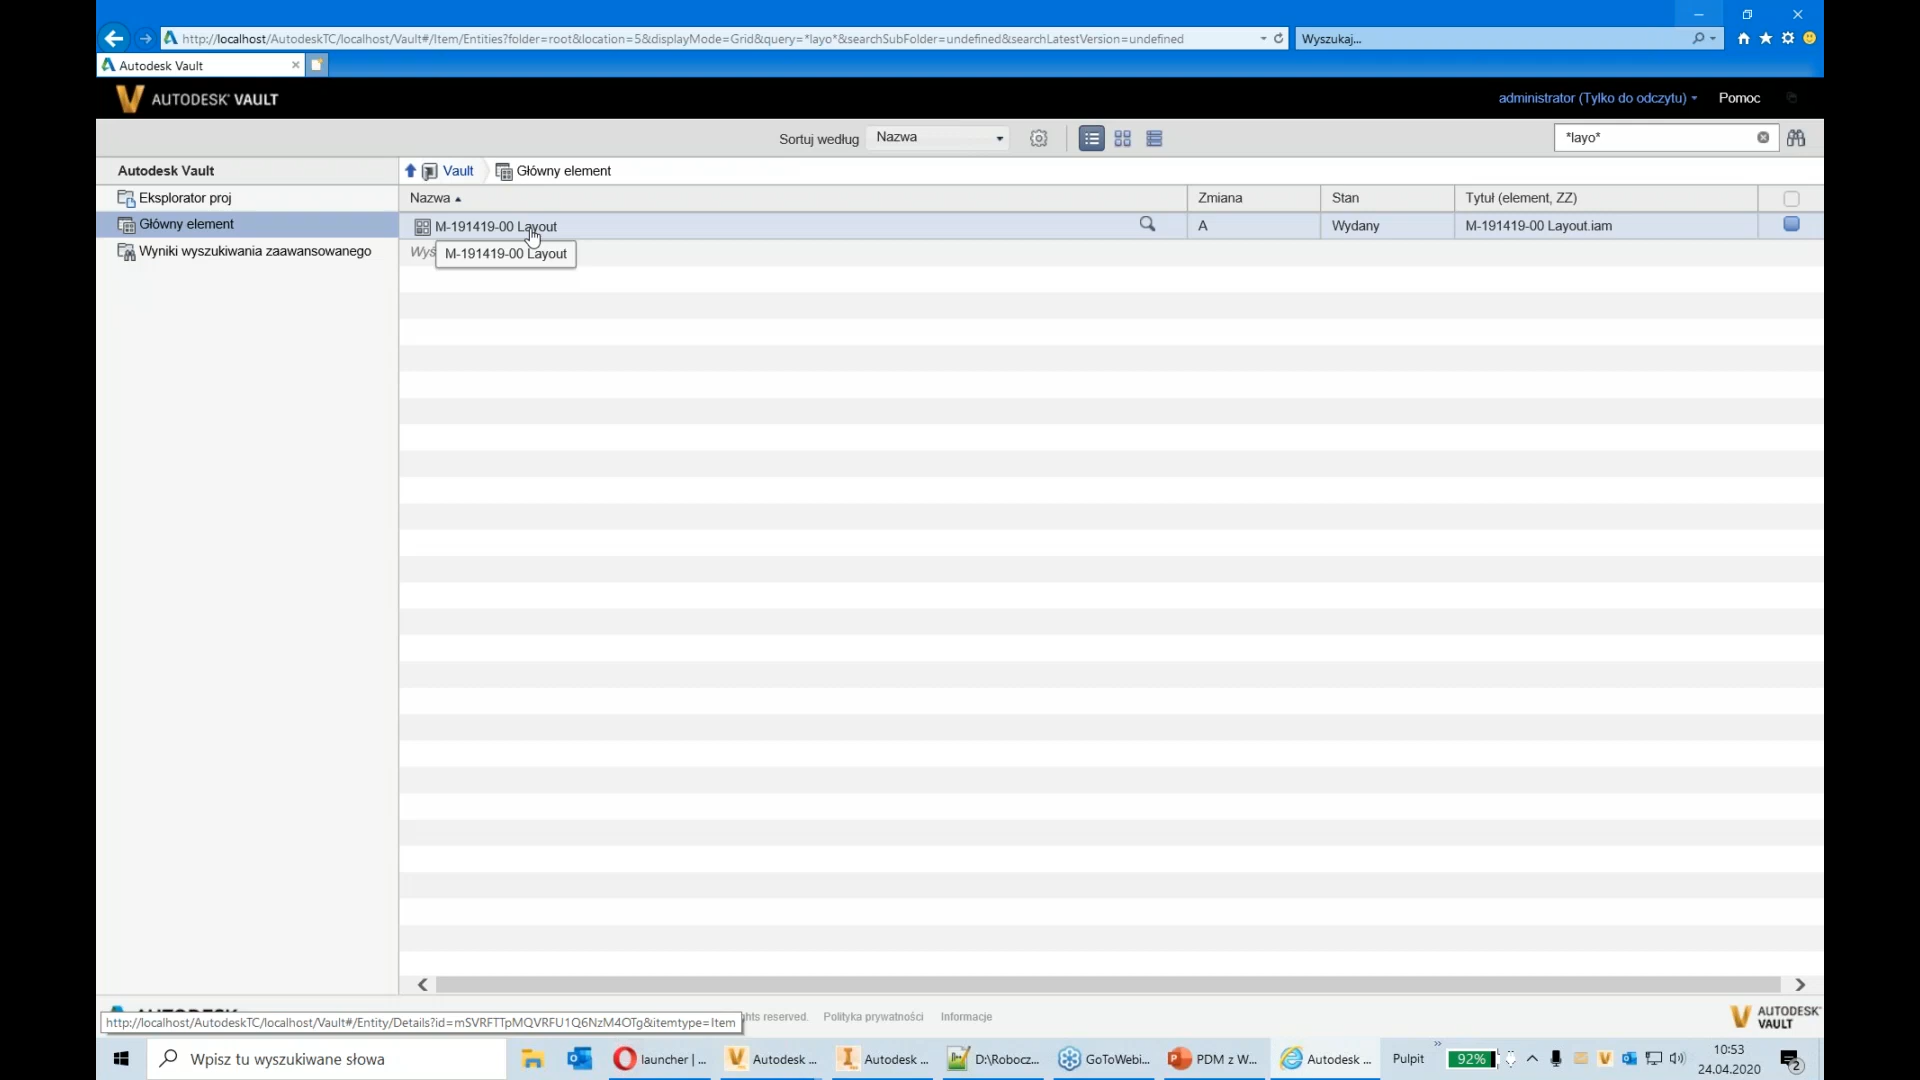 http://localhost/AutodeskTC/localhost/Vault#/Item/Entities?folder=root&location=5&displayMode=Grid&query=*layo*&searchSubFolder=undefined&searchLatestVersion=undefined
Wyszukaj...
Autodesk Vault
AUTODESK VAULT
administrator (Tylko do odczytu)
Pomoc
Sortuj według
Nazwa
*layo*
Autodesk Vault
Vault
Główny element
Eksplorator proj
Nazwa
Zmiana
Stan
Tytuł (element, ZZ)
Główny element
M-191419-00 Layout
A
Wydany
M-191419-00 Layout.iam
Wyniki wyszukiwania zaawansowanego
M-191419-00 Layout
hts reserved.
Polityka prywatności
Informacje
AUTODESK
VAULT
http://localhost/AutodeskTC/localhost/Vault#/Entity/Details?id=mSVRFTTpMQVRFU1Q6NzM4OTg&itemtype=Item
Wpisz tu wyszukiwane słowa
launcher | ...
Autodesk ...
Autodesk ...
D:\Robocz...
GoToWebi...
PDM z W...
Autodesk ...
Pulpit
92%
10:53
24.04.2020
2